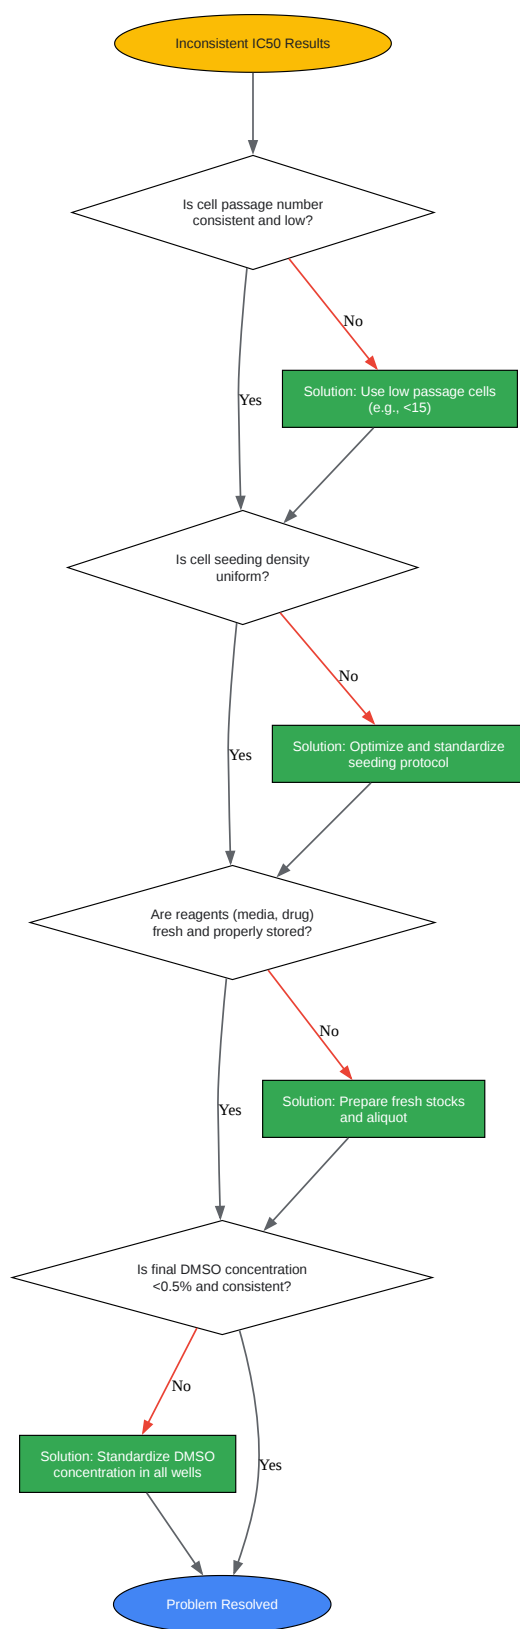 Inconsistent IC50 Results
Is cell passage number
consistent and low?
No
Yes
Solution: Use low passage cells
(e.g., <15)
Is cell seeding density
uniform?
No
Yes
Solution: Optimize and standardize
seeding protocol
Are reagents (media, drug)
fresh and properly stored?
No
Yes
Solution: Prepare fresh stocks
and aliquot
Is final DMSO concentration
<0.5% and consistent?
No
Yes
Solution: Standardize DMSO
concentration in all wells
Problem Resolved